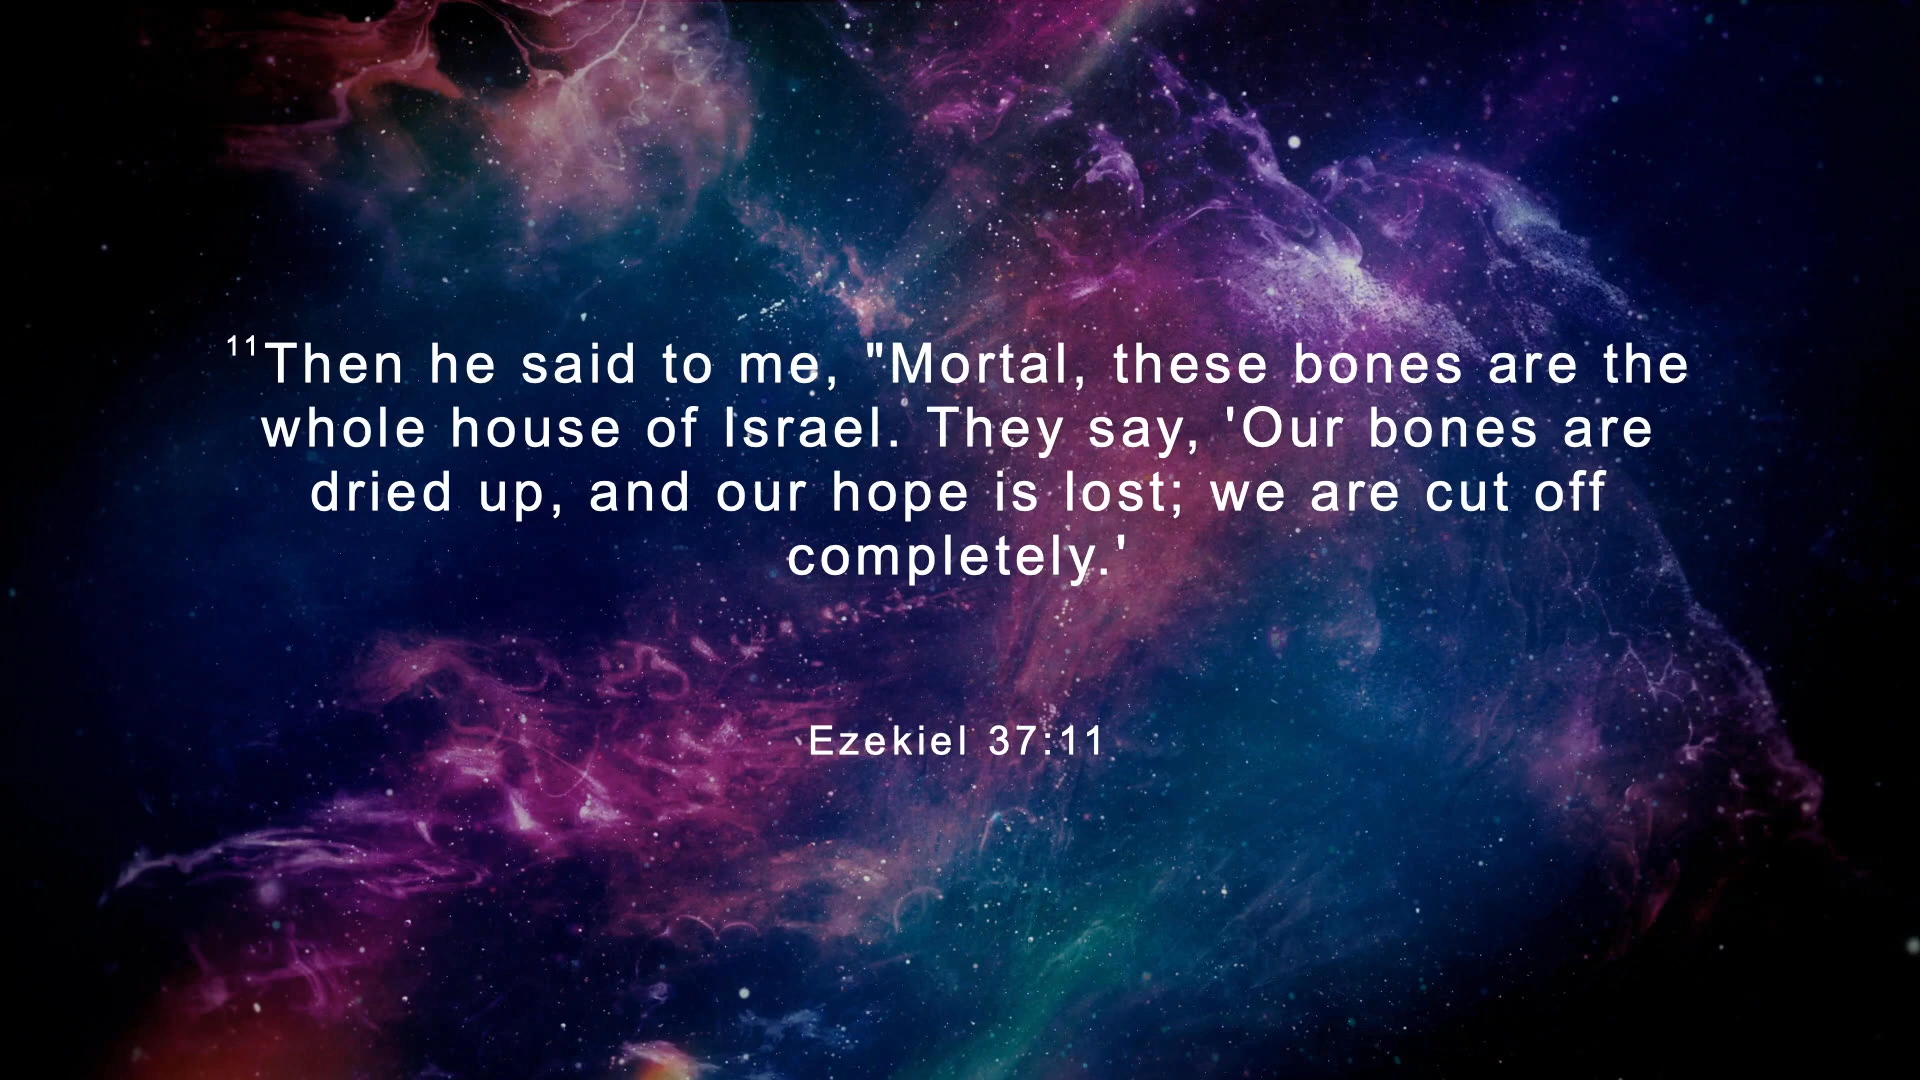 11Then he said to me, "Mortal, these bones are the
whole house of Israel. They say, 'Our bones are
dried up, and our hope is lost; we are cut off
completely.'
Ezekiel 37:11